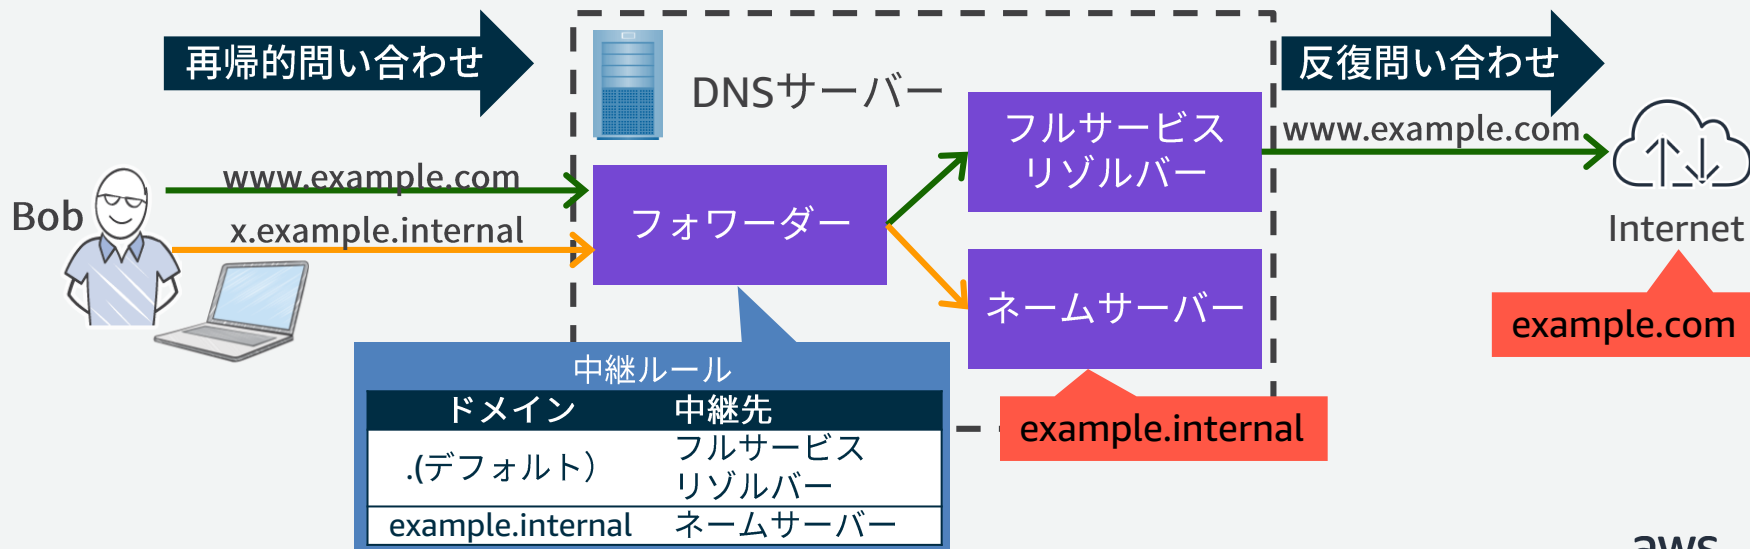 再帰的問い合わせ
反復問い合わせ
DNSサーバー
フルサービス
リゾルバー
www.example.com
www.example.com
Bob
フォワーダー
x.example.internal
Internet
ネームサーバー
example.com
中継ルール
ドメイン 中継先
example.internal
.(デフォルト） フルサービス
リゾルバー
example.internal ネームサーバー
aws